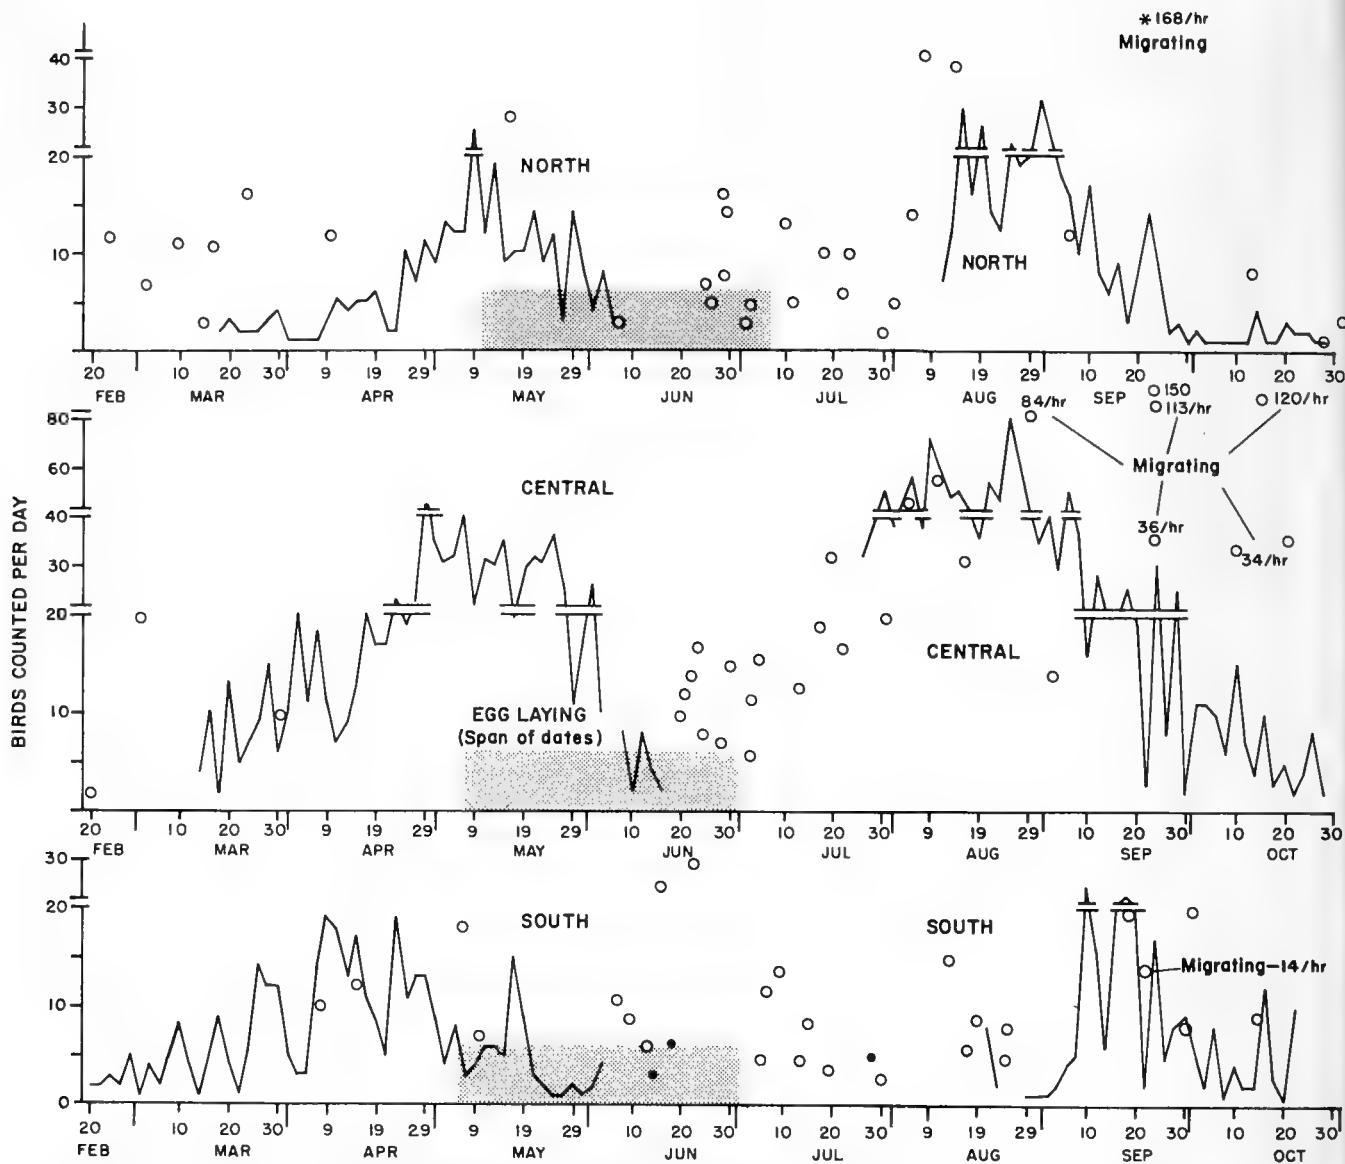 * 168/hr
Migrating
40
30
20
10
NORTH
NORTH
20 10 20 30 9 19 29 9 19 29 10 20 30 10 20 30 9 19 29 10 20 30 10 20 30
FEB MAR APR MAY JUN JUL AUG SEP
150
113/hr
120/hr
84/hr
Migrating
36/hr
34/hr
BIRDS COUNTED PER DAY
80
60
40
30
20
10
CENTRAL
CENTRAL
EGG LAYING
(Span of dates)
20 10 20 30 9 19 29 9 19 29 10 20 30 10 20 30 9 19 29 10 20 30 10 20 30
FEB MAR APR MAY JUN JUL AUG SEP OCT
30
20
10
0
SOUTH
SOUTH
Migrating—14/hr
20 10 20 30 9 19 29 9 19 29 10 20 30 10 20 30 9 19 29 10 20 30 10 20 30
FEB MAR APR MAY JUN JUL AUG SEP OCT